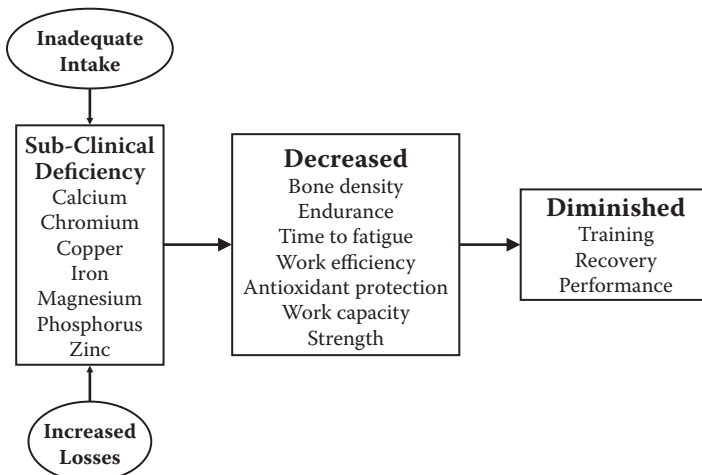 Inadequate
Intake
Sub-Clinical
Deficiency
Calcium
Chromium
Copper
Iron
Magnesium
Phosphorus
Zinc
Increased
Losses
Decreased
Bone density
Endurance
Time to fatigue
Work efficiency
Antioxidant protection
Work capacity
Strength
Diminished
Training
Recovery
Performance